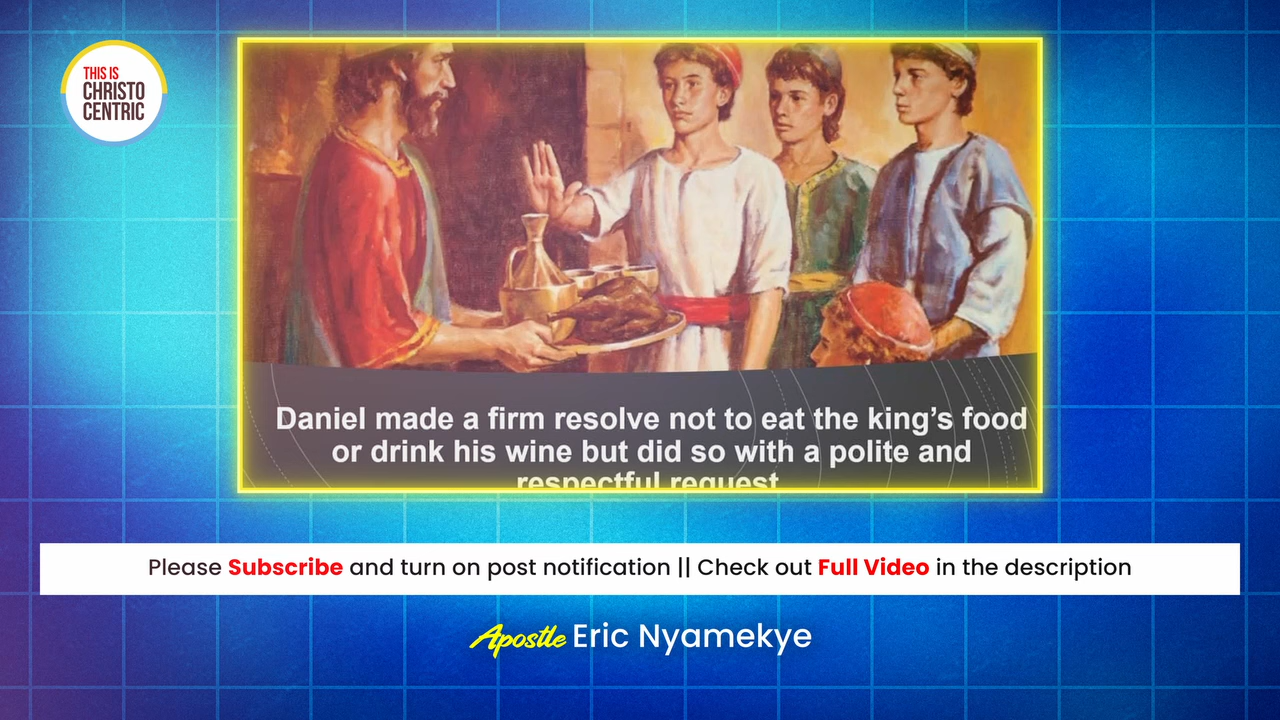 THIS IS
CHRISTO
CENTRIC
Daniel made a firm resolve not to eat the king’s food
or drink his wine but did so with a polite and
respectful request
Please Subscribe and turn on post notification || Check out Full Video in the description
Apostle Eric Nyamekye